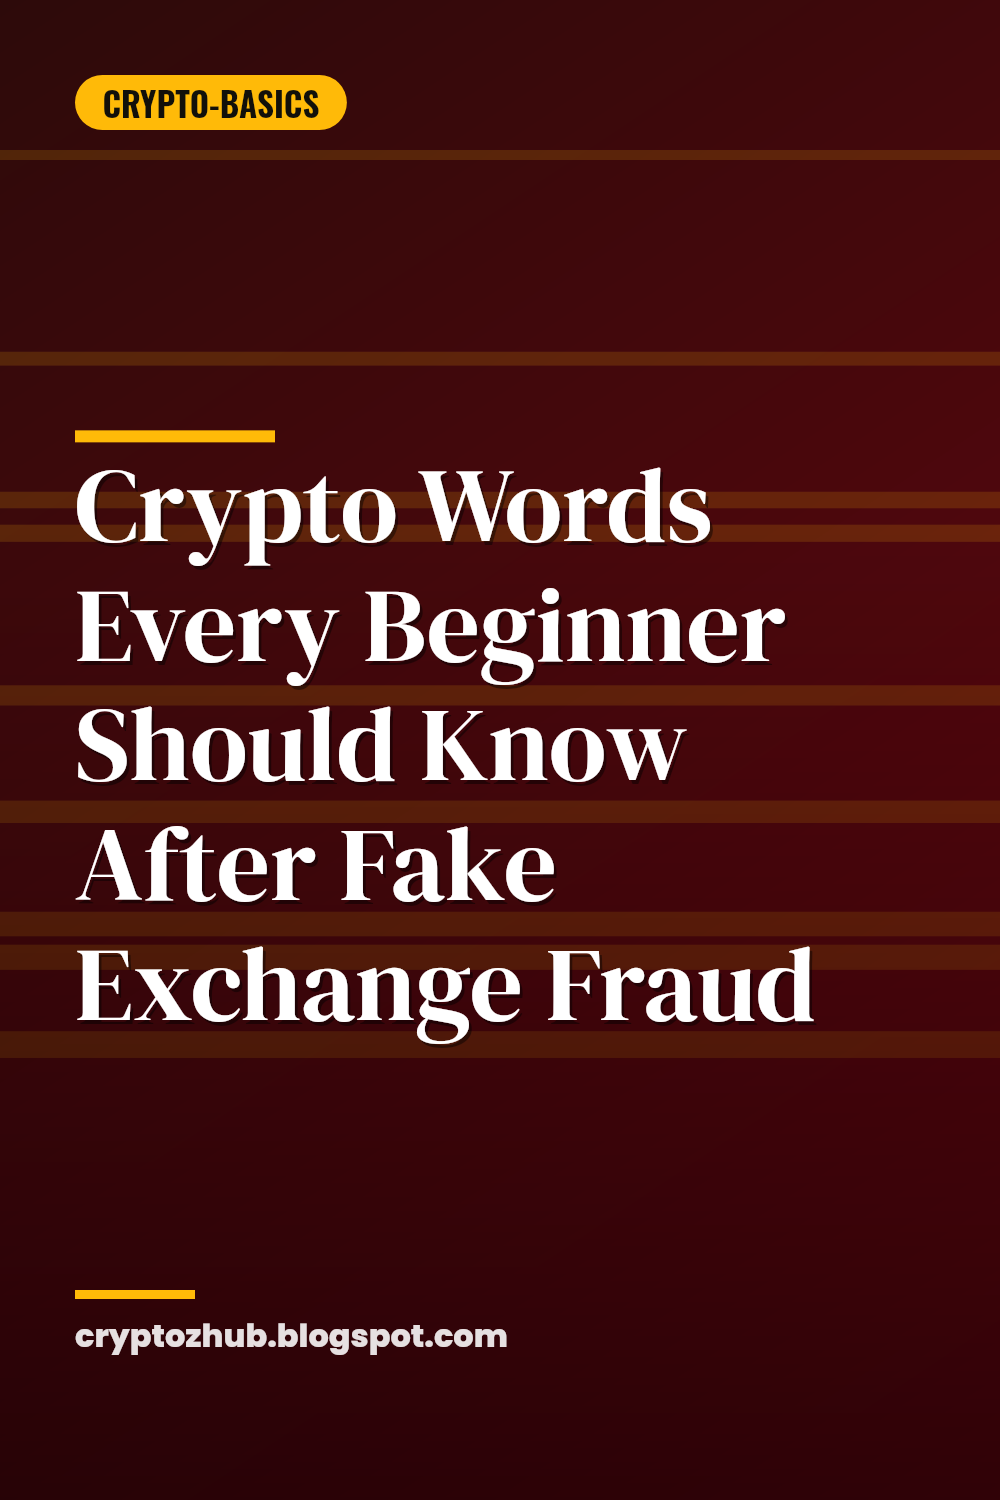 CRYPTO-BASICS
Crypto Words
Every Beginner
Should Know
After Fake
Exchange Fraud
cryptozhub.blogspot.com